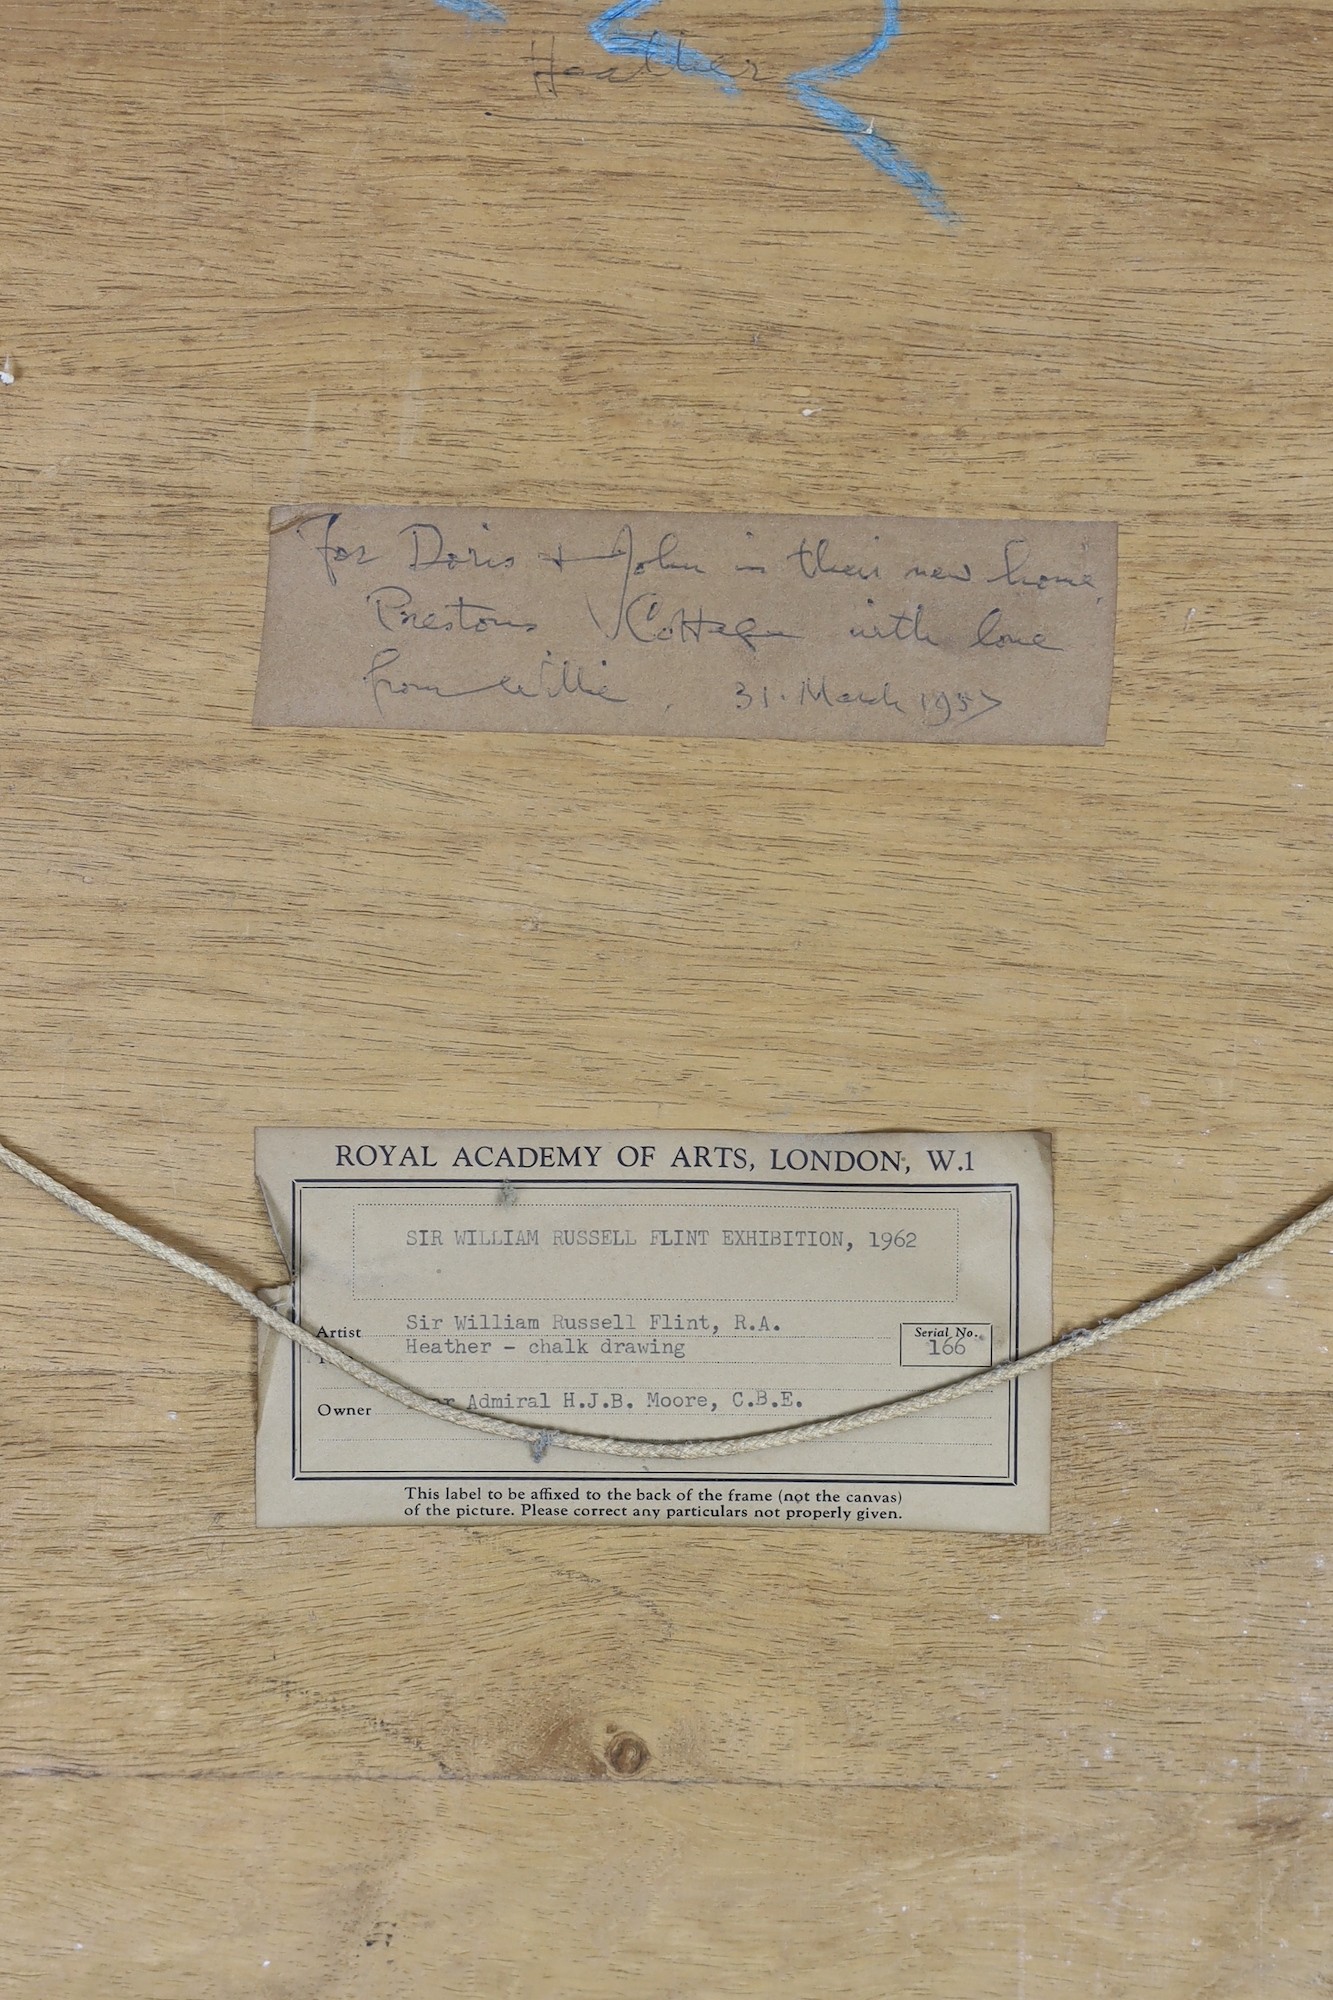 Heather
for Doris + John in their new home,
Prestons Cottage with love
from Willie. 31. March 1957
ROYAL ACADEMY OF ARTS, LONDON, W.1
SIR WILLIAM RUSSELL FLINT EXHIBITION, 1962
Artist Sir William Russell Flint, R.A.
Serial No.
Heather - chalk drawing 166
Owner Admiral H.J.B. Moore, C.B.E.
This label to be affixed to the back of the frame (not the canvas)
of the picture. Please correct any particulars not properly given.